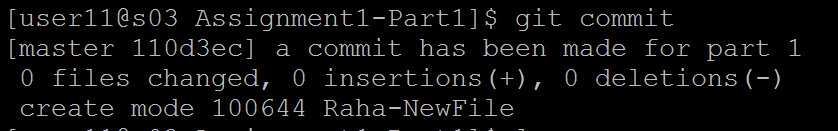 [user11@s03 Assignment1-Part1]$ git commit
[master 110d3ec] a commit has been made for part 1
 0 files changed, 0 insertions(+), 0 deletions(-)
 create mode 100644 Raha-NewFile